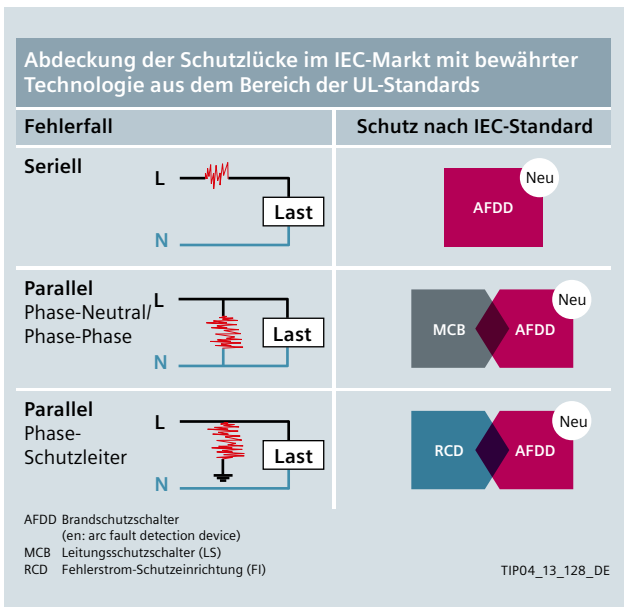 Abdeckung der Schutzlücke im IEC-Markt mit bewährter
Technologie aus dem Bereich der UL-Standards
Fehlerfall
Schutz nach IEC-Standard
Seriell
L
Last
N
AFDD
Neu
Parallel
Phase-Neutral/
Phase-Phase
L
Last
N
MCB
AFDD
Neu
Parallel
Phase-
Schutzleiter
L
Last
N
RCD
AFDD
Neu
AFDD Brandschutzschalter
(en: arc fault detection device)
MCB Leitungsschutzschalter (LS)
RCD Fehlerstrom-Schutzeinrichtung (FI)
TIP04_13_128_DE